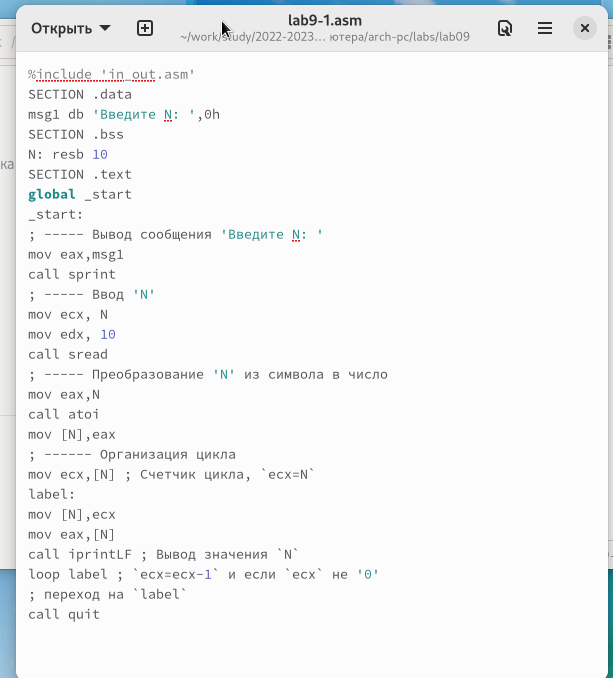 lab9-1.asm
Открыть
~/work/study/2022-2023… ютера/arch-pc/labs/lab09
%include 'in_out.asm'
SECTION .data
msg1 db 'Введите N: ',0h
SECTION .bss
N: resb 10
SECTION .text
global _start
_start:
; ----- Вывод сообщения 'Введите N: '
mov eax,msg1
call sprint
; ----- Ввод 'N'
mov ecx, N
mov edx, 10
call sread
; ----- Преобразование 'N' из символа в число
mov eax,N
call atoi
mov [N],eax
; ------ Организация цикла
mov ecx,[N] ; Счетчик цикла, `ecx=N`
label:
mov [N],ecx
mov eax,[N]
call iprintLF ; Вывод значения `N`
loop label ; `ecx=ecx-1` и если `ecx` не '0'
; переход на `label`
call quit